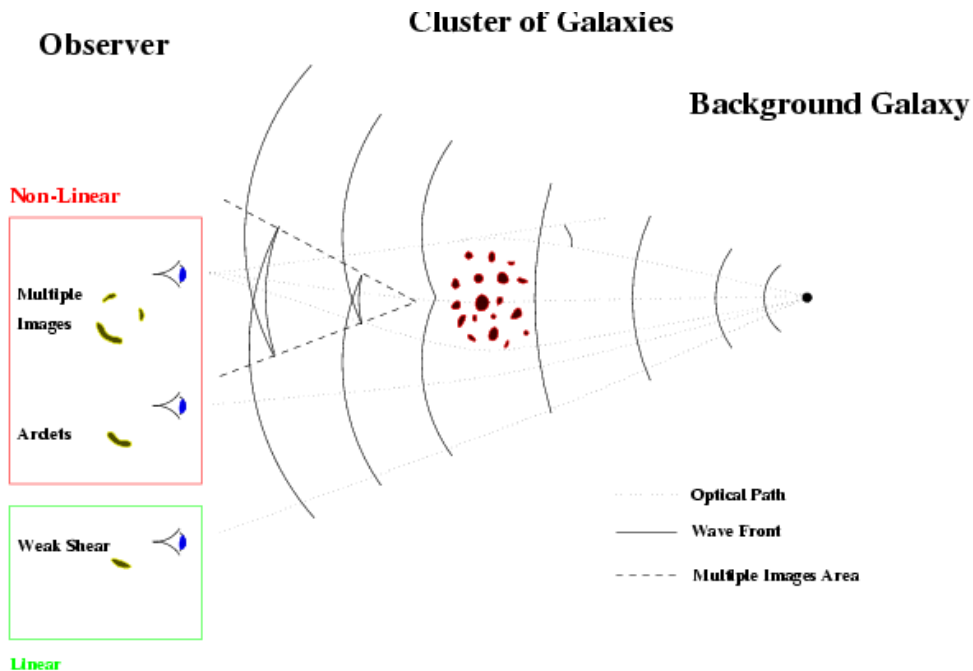 Cluster of Galaxies
Observer
Background Galaxy
Non-Linear
Multiple
Images
Arclets
Weak Shear
Linear
Optical Path
Wave Front
Multiple Images Area